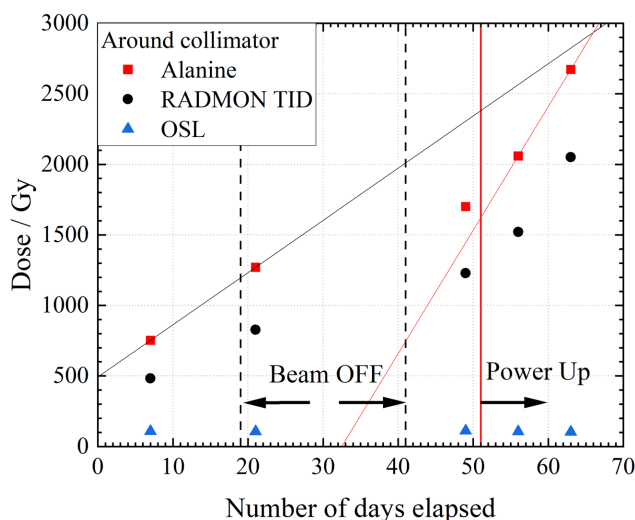 Around collimator
Alanine
RADMON TID
OSL
3000
2500
2000
1500
1000
500
0
Dose / Gy
Beam OFF
Power Up
0 10 20 30 40 50 60 70
Number of days elapsed